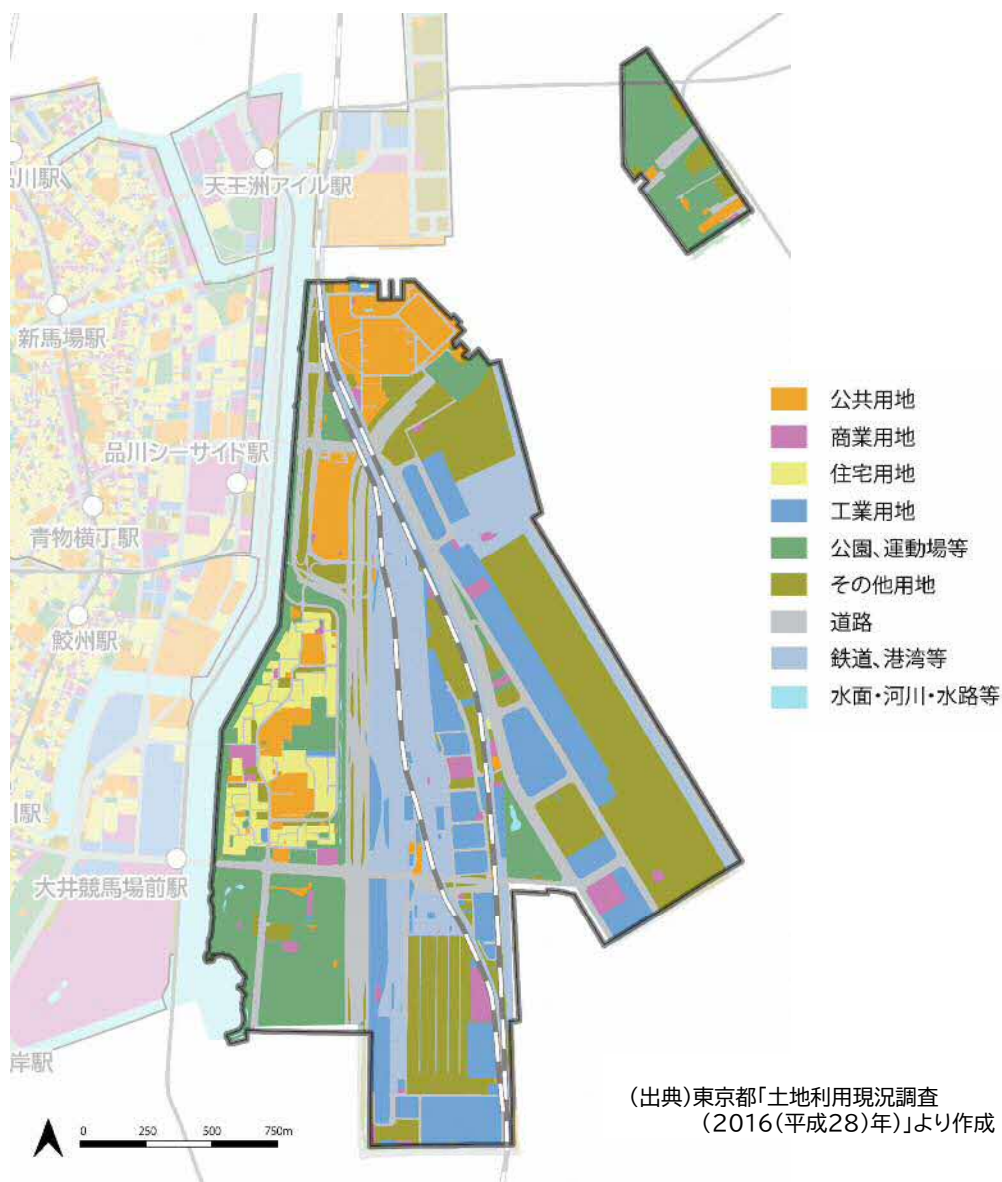 天王洲アイル駅
品川駅
新馬場駅
品川シーサイド駅
青物横丁駅
鮫洲駅
大井競馬場前駅
川駅
岸駅
公共用地
商業用地
住宅用地
工業用地
公園、運動場等
その他用地
道路
鉄道、港湾等
水面・河川・水路等
0 250 500 750m
(出典)東京都「土地利用現況調査
(2016(平成28)年)」より作成